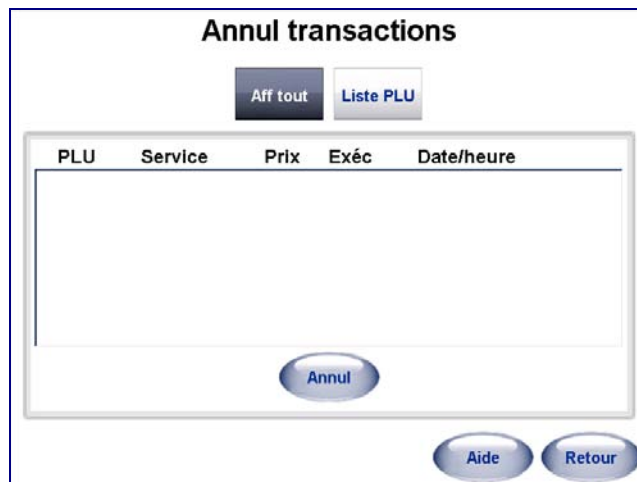 Annul transactions
Aff tout Liste PLU
PLU Service Prix Exéc Date/heure
Annul
Aide Retour